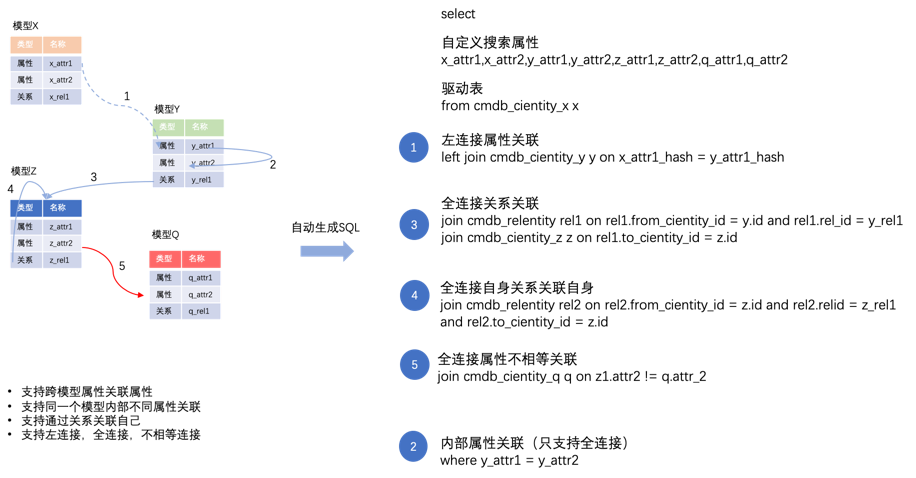 模型X
类型 名称
属性 x_attr1
属性 x_attr2
关系 x_rel1
1
模型Y
类型 名称
属性 y_attr1
属性 y_attr2
关系 y_rel1
2
3
模型Z
4
类型 名称
属性 z_attr1
属性 z_attr2
关系 z_rel1
5
模型Q
类型 名称
属性 q_attr1
属性 q_attr2
关系 q_rel1
• 支持跨模型属性关联属性
• 支持同一个模型内部不同属性关联
• 支持通过关系关联自己
• 支持左连接，全连接，不相等连接
自动生成SQL
select
自定义搜索属性
x_attr1,x_attr2,y_attr1,y_attr2,z_attr1,z_attr2,q_attr1,q_attr2
驱动表
from cmdb_cientity_x x
1
左连接属性关联
left join cmdb_cientity_y y on x_attr1_hash = y_attr1_hash
3
全连接关系关联
join cmdb_relentity rel1 on rel1.from_cientity_id = y.id and rel1.rel_id = y_rel1
join cmdb_cientity_z z on rel1.to_cientity_id = z.id
4
全连接自身关系关联自身
join cmdb_relentity rel2 on rel2.from_cientity_id = z.id and rel2.relid = z_rel1
and rel2.to_cientity_id = z.id
5
全连接属性不相等关联
join cmdb_cientity_q q on z1.attr2 != q.attr_2
2
内部属性关联（只支持全连接）
where y_attr1 = y_attr2